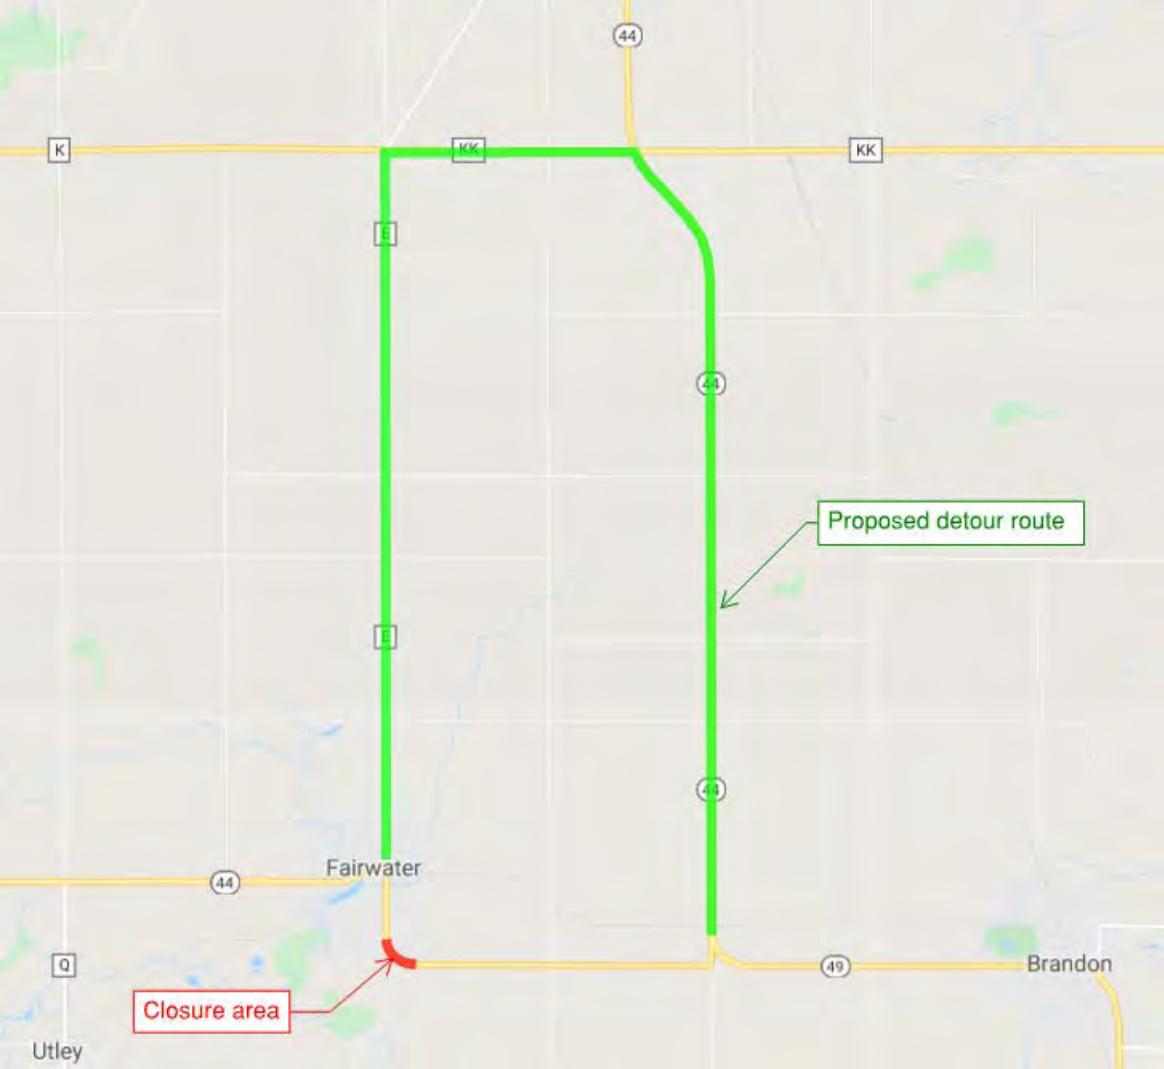 44
K
KK
KK
E
44
Proposed detour route
E
44
Fairwater
44
Q
49
Brandon
Closure area
Utley